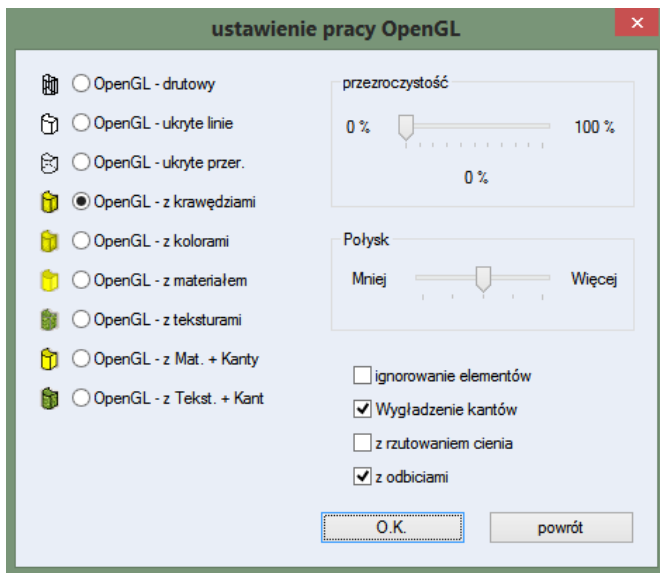 ustawienie pracy OpenGL
OpenGL - drutowy
OpenGL - ukryte linie
OpenGL - ukryte przer.
OpenGL - z krawędziami
OpenGL - z kolorami
OpenGL - z materiałem
OpenGL - z teksturami
OpenGL - z Mat. + Kanty
OpenGL - z Tekst. + Kant
przezroczystość
0 % 100 %
0 %
Połysk
Mniej Więcej
ignorowanie elementów
Wygładzenie kantów
z rzutowaniem cienia
z odbiciami
O.K. powrót